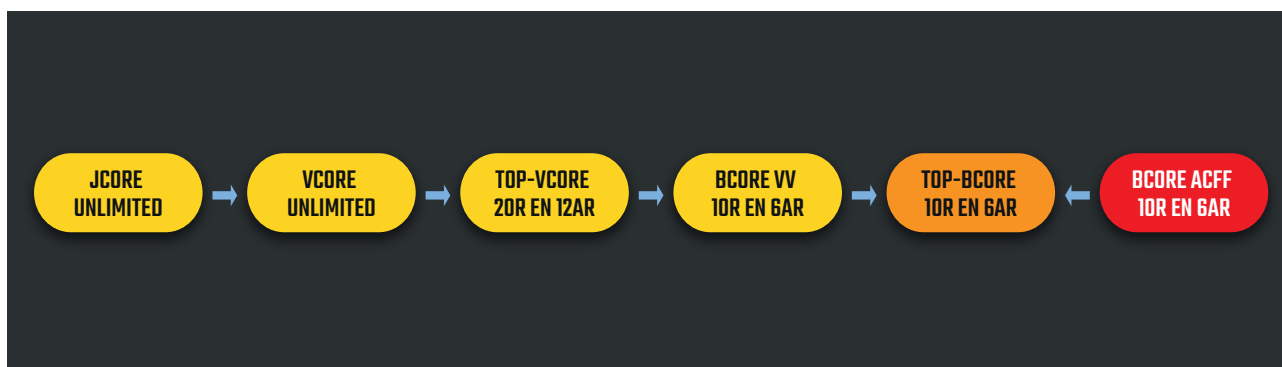 JCORE
UNLIMITED
VCORE
UNLIMITED
TOP-VCORE
20R EN 12AR
BCORE VV
10R EN 6AR
TOP-BCORE
10R EN 6AR
BCORE ACFF
10R EN 6AR